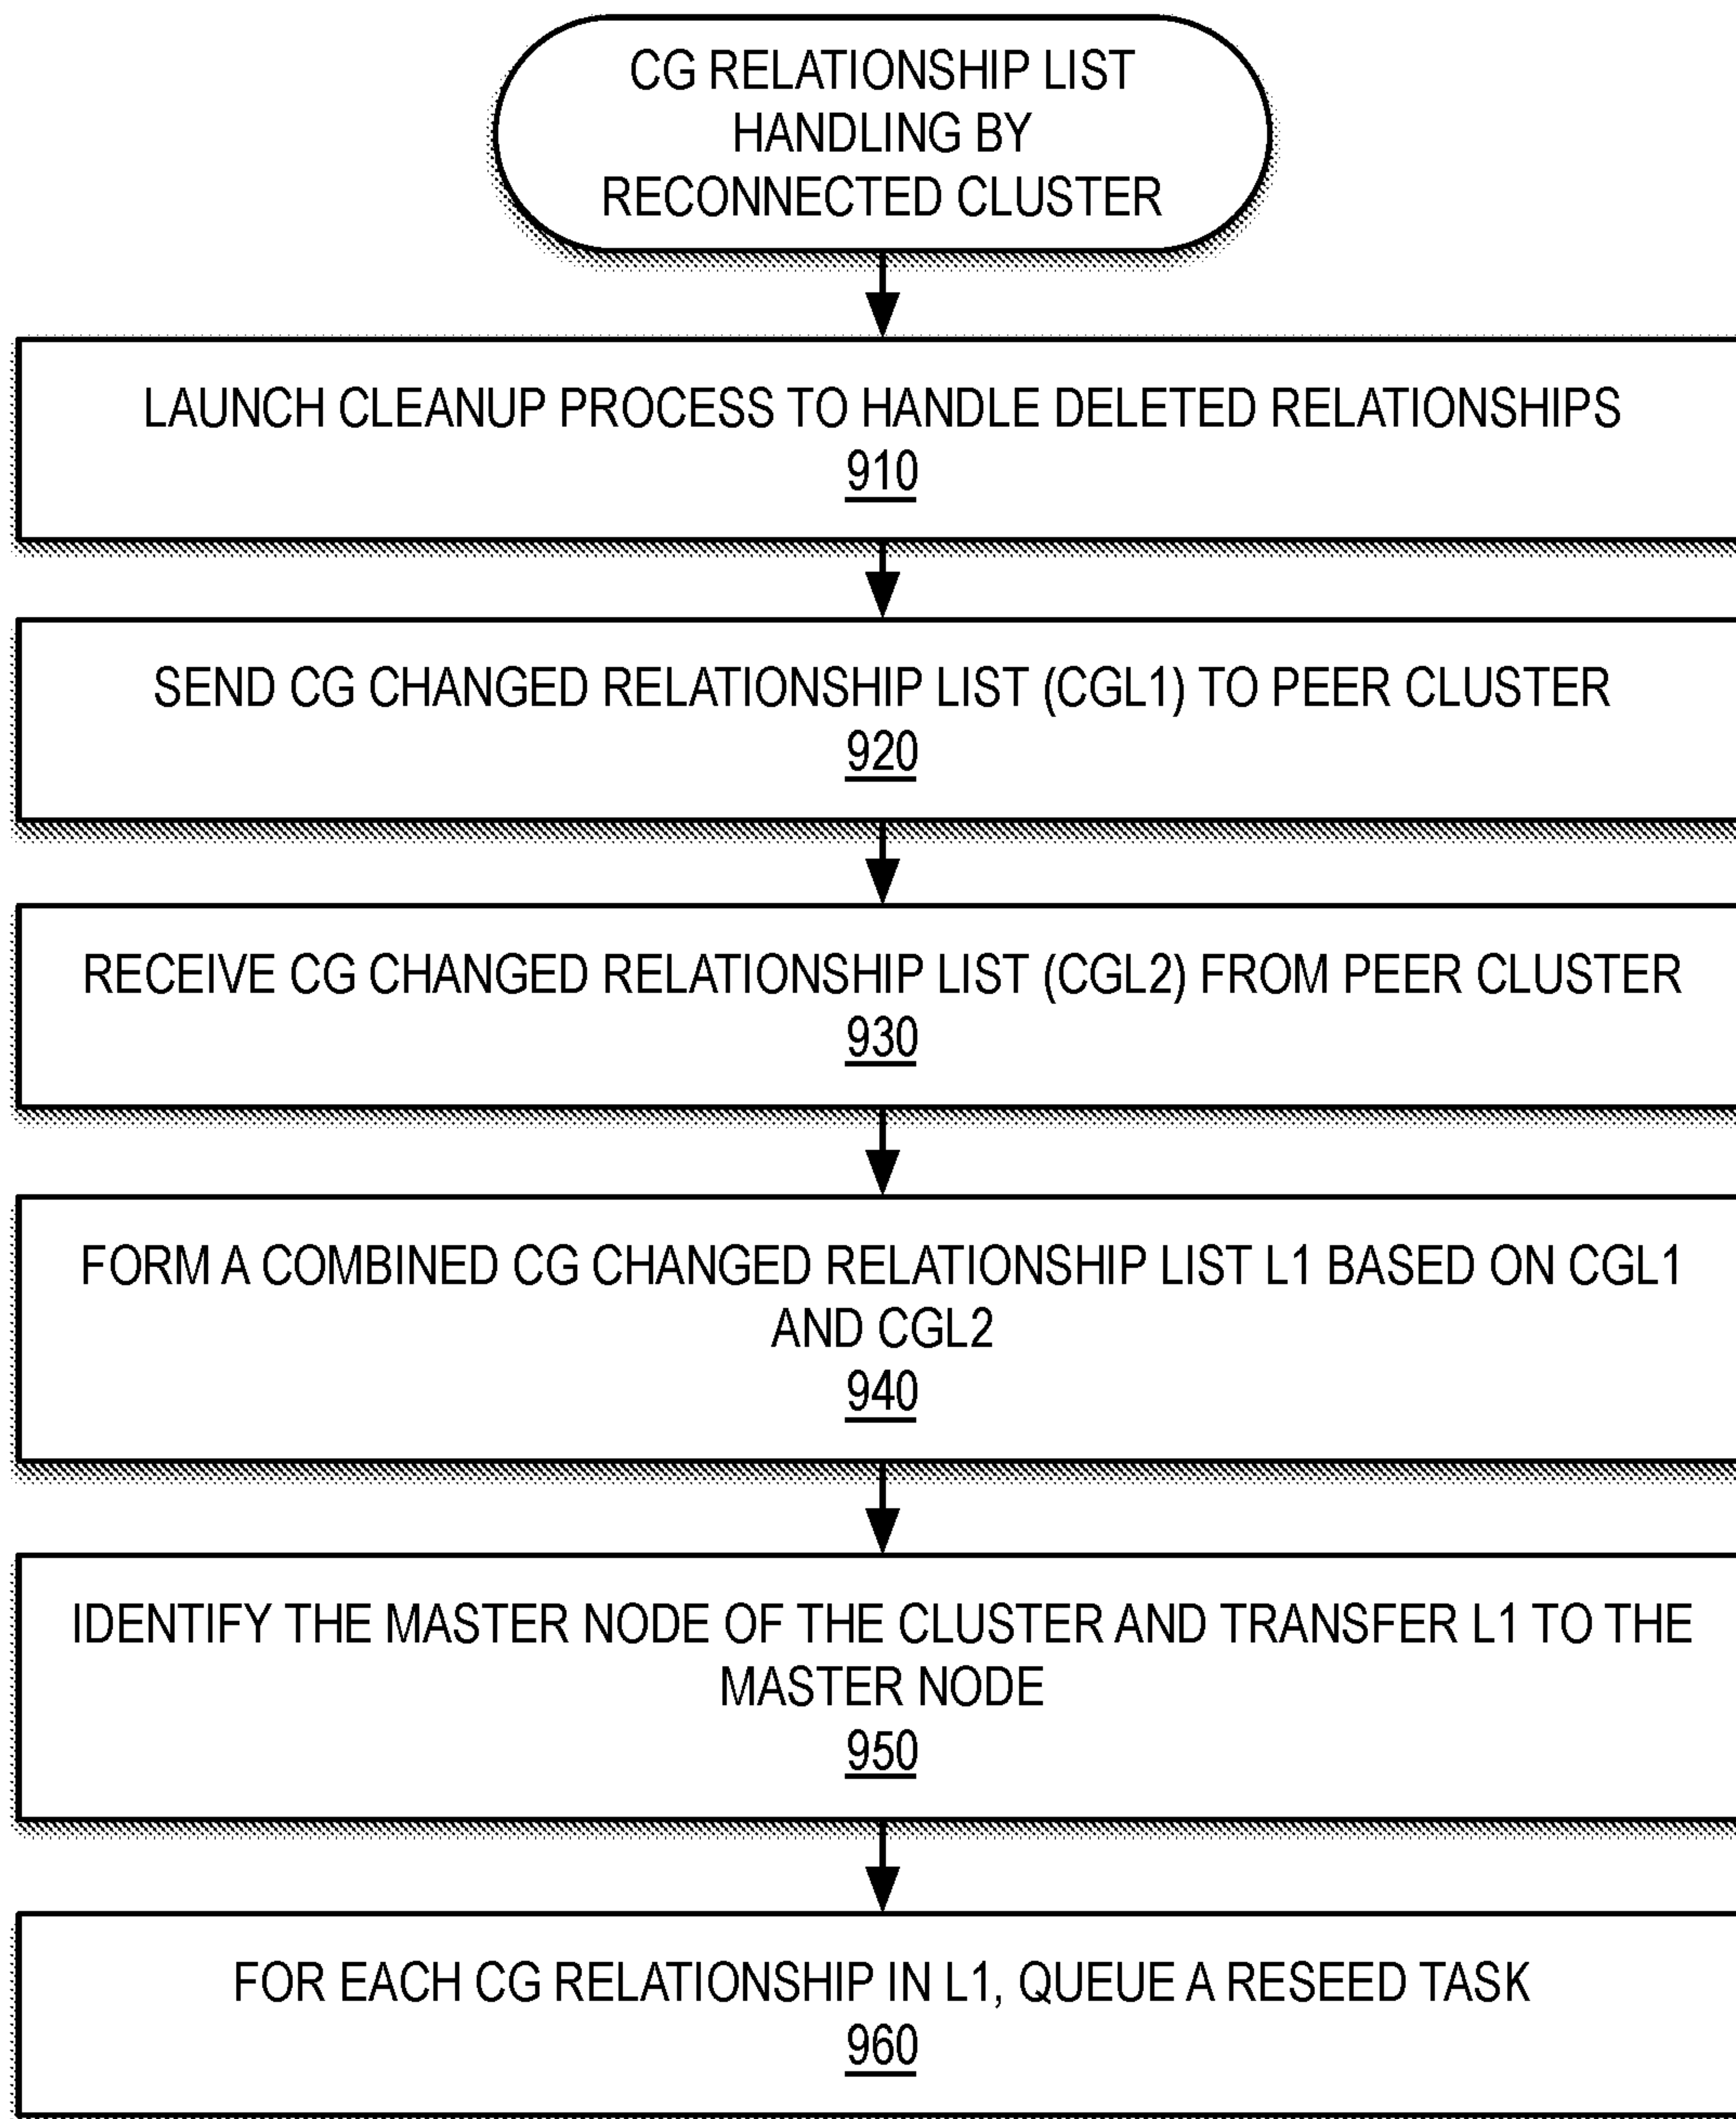 CG RELATIONSHIP LIST
HANDLING BY
RECONNECTED CLUSTER
LAUNCH CLEANUP PROCESS TO HANDLE DELETED RELATIONSHIPS
910
SEND CG CHANGED RELATIONSHIP LIST (CGL1) TO PEER CLUSTER
920
RECEIVE CG CHANGED RELATIONSHIP LIST (CGL2) FROM PEER CLUSTER
930
FORM A COMBINED CG CHANGED RELATIONSHIP LIST L1 BASED ON CGL1
AND CGL2
940
IDENTIFY THE MASTER NODE OF THE CLUSTER AND TRANSFER L1 TO THE
MASTER NODE
950
FOR EACH CG RELATIONSHIP IN L1, QUEUE A RESEED TASK
960